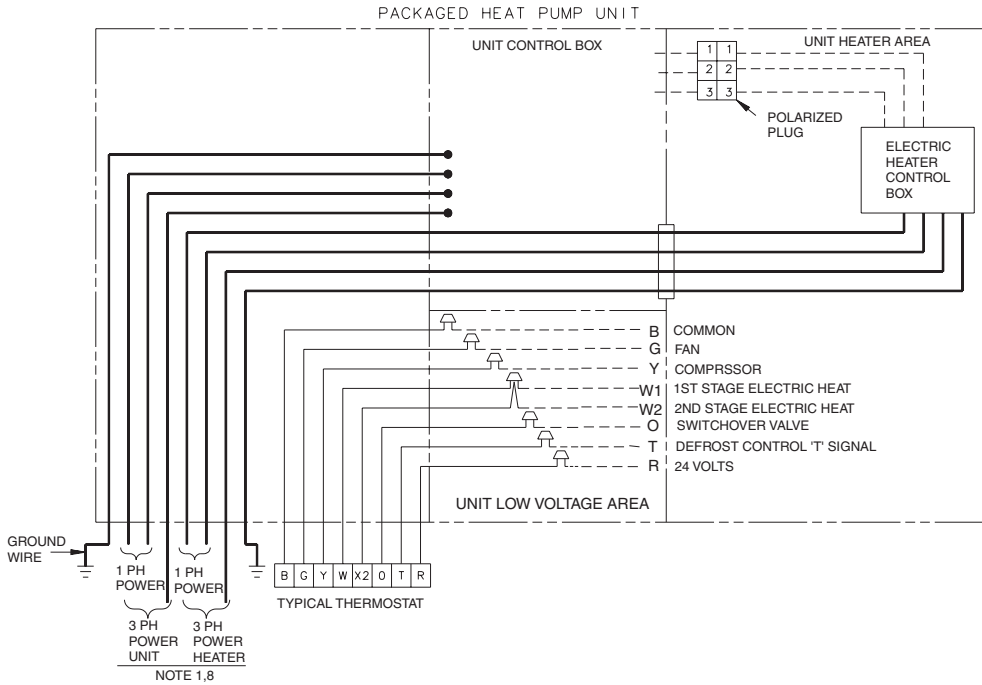 PACKAGED HEAT PUMP UNIT
UNIT CONTROL BOX
UNIT HEATER AREA
1 1
2 2
3 3
POLARIZED
PLUG
ELECTRIC
HEATER
CONTROL
BOX
B COMMON
G FAN
Y COMPRSSOR
W1 1ST STAGE ELECTRIC HEAT
W2 2ND STAGE ELECTRIC HEAT
O SWITCHOVER VALVE
T DEFROST CONTROL 'T' SIGNAL
R 24 VOLTS
UNIT LOW VOLTAGE AREA
GROUND
WIRE
1 PH
POWER
1 PH
POWER
B G Y W X2 O T R
TYPICAL THERMOSTAT
3 PH
POWER
UNIT
3 PH
POWER
HEATER
NOTE 1,8